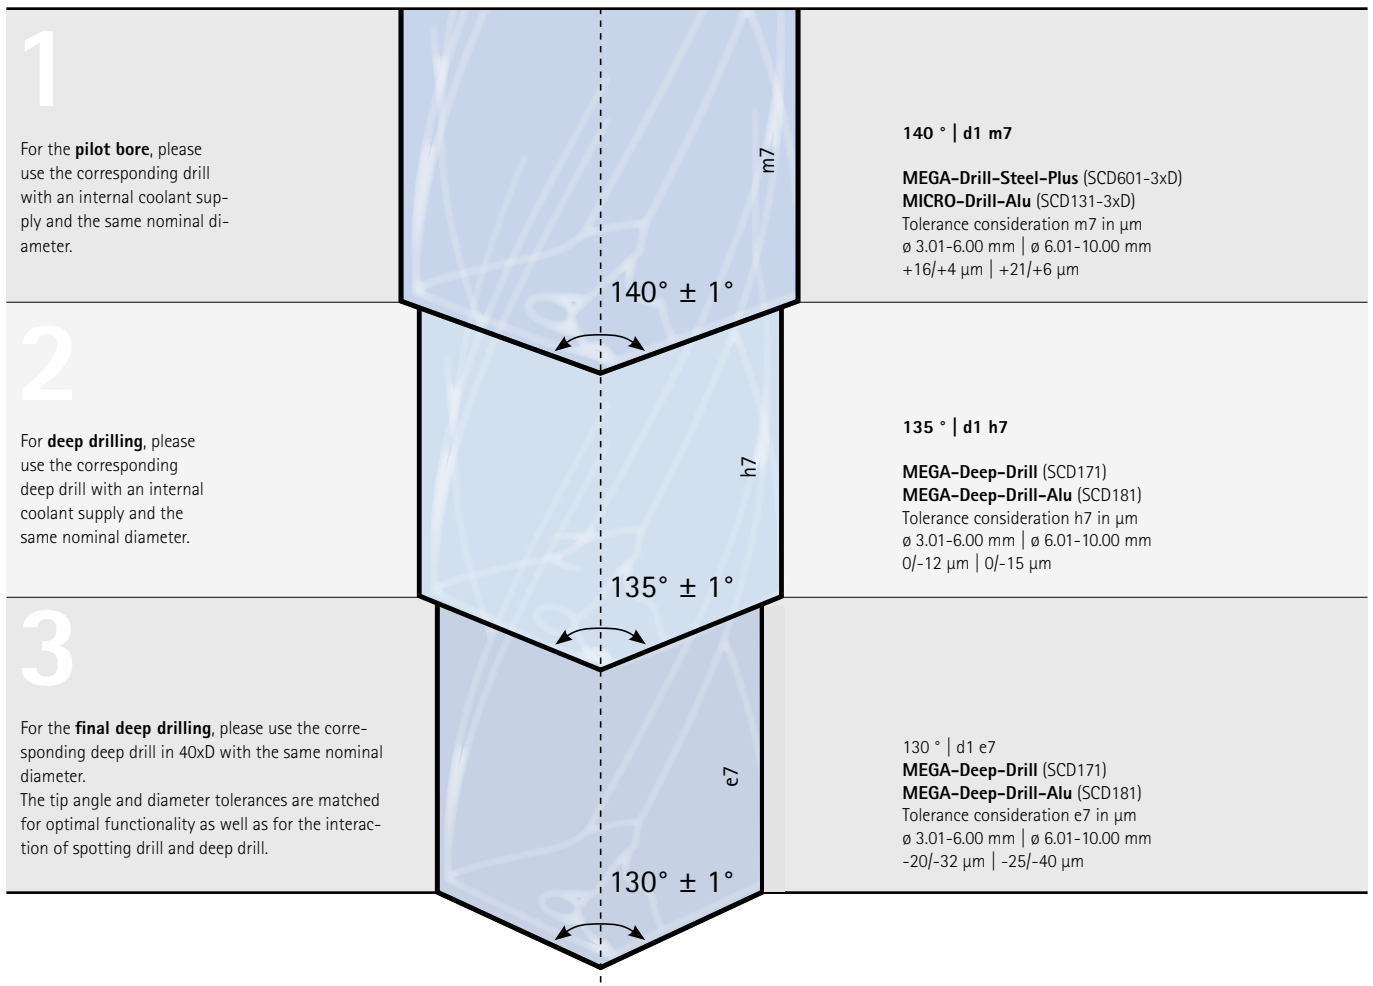 1
For the pilot bore, please
use the corresponding drill
with an internal coolant sup-
ply and the same nominal di-
ameter.
m7
140° ± 1°
140 ° | d1 m7
MEGA-Drill-Steel-Plus (SCD601-3xD)
MICRO-Drill-Alu (SCD131-3xD)
Tolerance consideration m7 in µm
ø 3.01-6.00 mm | ø 6.01-10.00 mm
+16/+4 µm | +21/+6 µm
2
For deep drilling, please
use the corresponding
deep drill with an internal
coolant supply and the
same nominal diameter.
h7
135° ± 1°
135 ° | d1 h7
MEGA-Deep-Drill (SCD171)
MEGA-Deep-Drill-Alu (SCD181)
Tolerance consideration h7 in µm
ø 3.01-6.00 mm | ø 6.01-10.00 mm
0/-12 µm | 0/-15 µm
3
For the final deep drilling, please use the corre-
sponding deep drill in 40xD with the same nominal
diameter.
The tip angle and diameter tolerances are matched
for optimal functionality as well as for the interac-
tion of spotting drill and deep drill.
e7
130° ± 1°
130 ° | d1 e7
MEGA-Deep-Drill (SCD171)
MEGA-Deep-Drill-Alu (SCD181)
Tolerance consideration e7 in µm
ø 3.01-6.00 mm | ø 6.01-10.00 mm
-20/-32 µm | -25/-40 µm